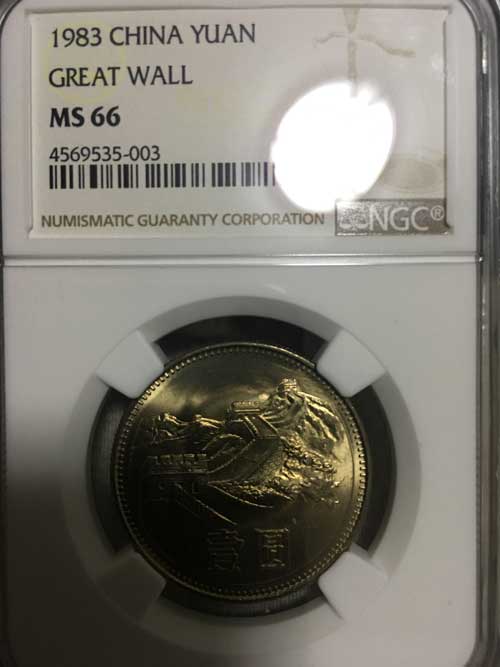 1983 CHINA YUAN
GREAT WALL
MS 66
4569535-003
NUMISMATIC GUARANTY CORPORATION
NGC®
壹圆